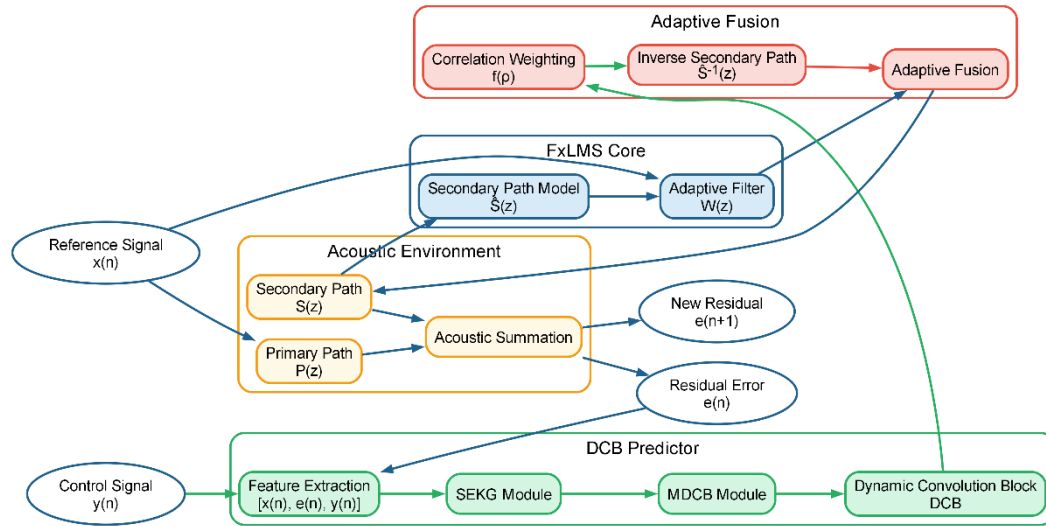 Adaptive Fusion
Correlation Weighting
f(ρ)
Inverse Secondary Path
Ŝ⁻¹(z)
Adaptive Fusion
FxLMS Core
Secondary Path Model
Ŝ(z)
Adaptive Filter
W(z)
Reference Signal
x(n)
Acoustic Environment
Secondary Path
S(z)
Primary Path
P(z)
Acoustic Summation
New Residual
e(n+1)
Residual Error
e(n)
DCB Predictor
Control Signal
y(n)
Feature Extraction
[x(n), e(n), y(n)]
SEKG Module
MDCB Module
Dynamic Convolution Block
DCB